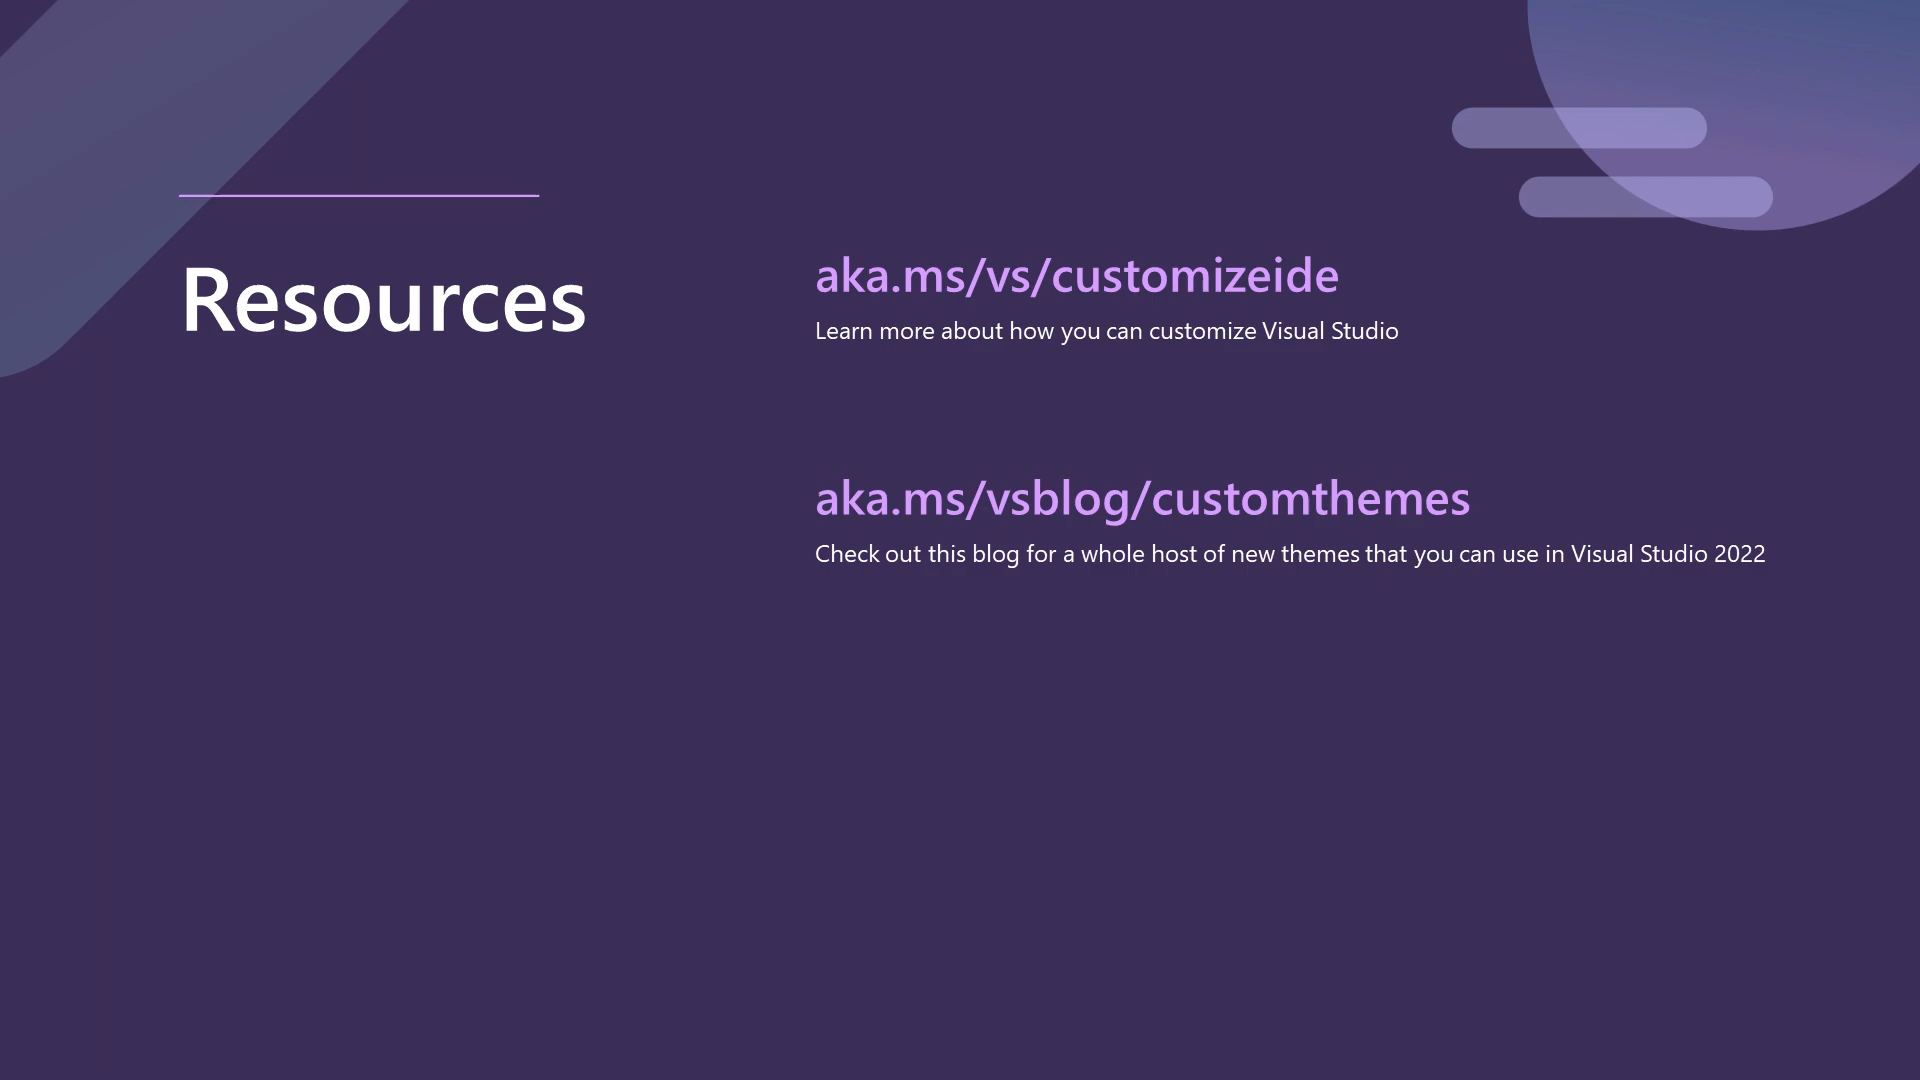 Resources
aka.ms/vs/customizeide
Learn more about how you can customize Visual Studio
aka.ms/vsblog/customthemes
Check out this blog for a whole host of new themes that you can use in Visual Studio 2022